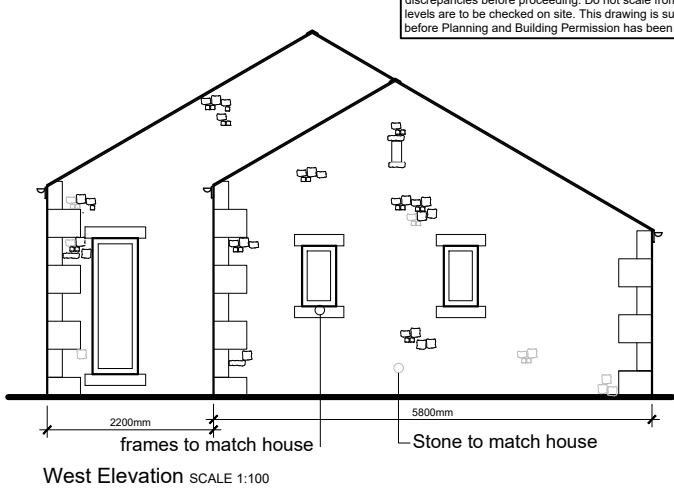 discrepancies before proceeding. Do not scale from
levels are to be checked on site. This drawing is su
before Planning and Building Permission has been
2200mm
5800mm
frames to match house
Stone to match house
West Elevation SCALE 1:100